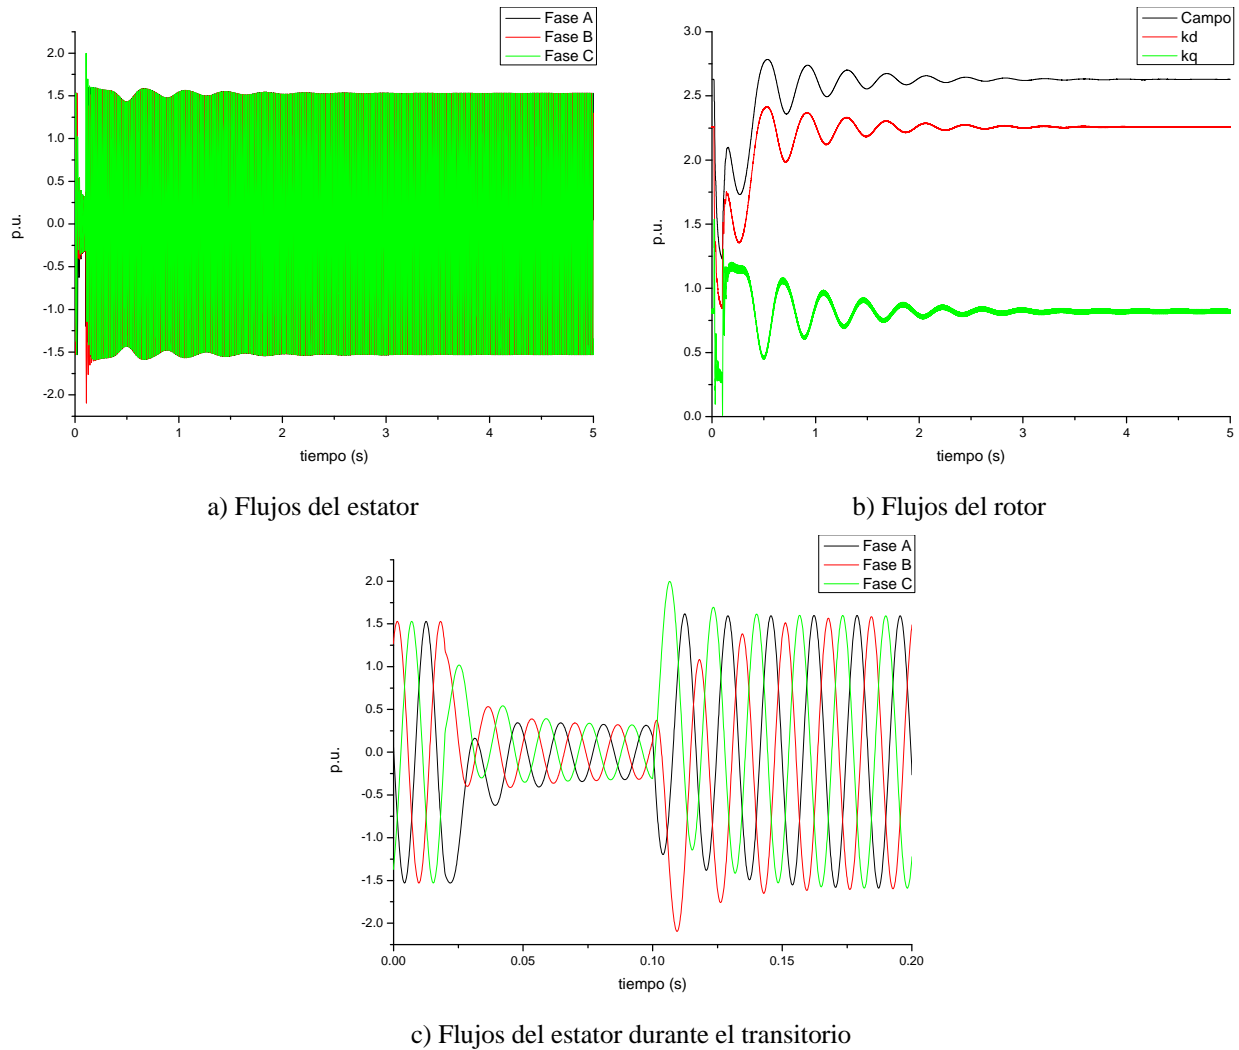 Fase A
Fase B
Fase C
2.0
1.5
1.0
0.5
0.0
-0.5
-1.0
-1.5
-2.0
p.u.
0
1
2
3
4
5
tiempo (s)
a) Flujos del estator
Campo
kd
kq
3.0
2.5
2.0
1.5
1.0
0.5
0.0
p.u.
0
1
2
3
4
5
tiempo (s)
b) Flujos del rotor
Fase A
Fase B
Fase C
2.0
1.5
1.0
0.5
0.0
-0.5
-1.0
-1.5
-2.0
p.u.
0.00
0.05
0.10
0.15
0.20
tiempo (s)
c) Flujos del estator durante el transitorio